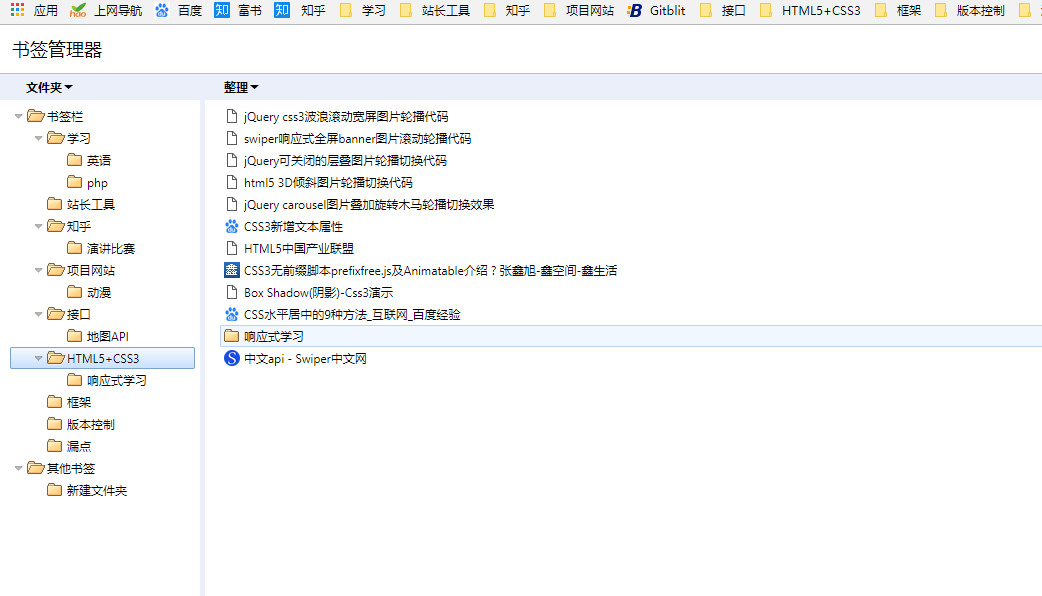 应用 上网导航 百度 知 富书 知 知乎 学习 站长工具 知乎 项目网站 Gitblit 接口 HTML5+CSS3 框架 版本控制
书签管理器
文件夹 整理
书签栏
学习
英语
php
站长工具
知乎
演讲比赛
项目网站
动漫
接口
地图API
HTML5+CSS3
响应式学习
框架
版本控制
漏点
其他书签
新建文件夹
jQuery css3波浪滚动宽屏图片轮播代码
swiper响应式全屏banner图片滚动轮播代码
jQuery可关闭的层叠图片轮播切换代码
html5 3D倾斜图片轮播切换代码
jQuery carousel图片叠加旋转木马轮播切换效果
CSS3新增文本属性
HTML5中国产业联盟
鑫 CSS3无前缀脚本prefixfree.js及Animatable介绍?张鑫旭-鑫空间-鑫生活
Box Shadow(阴影)-Css3演示
CSS水平居中的9种方法_互联网_百度经验
响应式学习
S 中文api - Swiper中文网